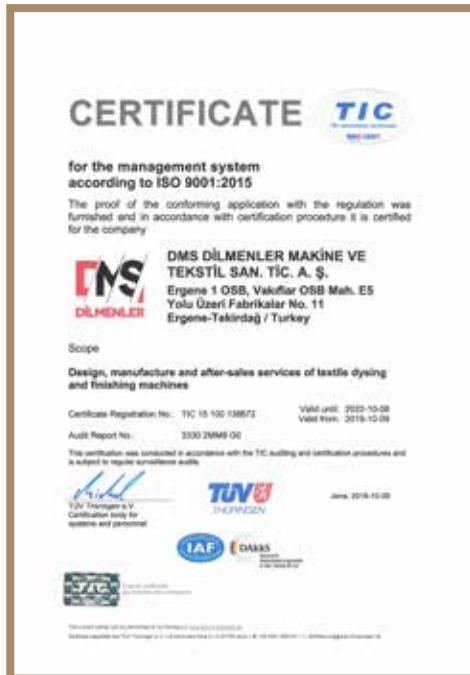 CERTIFICATE
TIC
ISO 9001
for the management system
according to ISO 9001:2015
The proof of the conforming application with the regulation was
furnished and in accordance with certification procedure it is certified
for the company
DMS
DİLMENLER
DMS DİLMENLER MAKİNE VE
TEKSTİL SAN. TİC. A. Ş.
Ergene 1 OSB, Vakıflar OSB Mah. E5
Yolu Üzeri Fabrikalar No. 11
Ergene-Tekirdağ / Turkey
Scope
Design, manufacture and after-sales services of textile dysing
and finishing machines
Certificate Registration No.: TIC 15 100
Valid until: 2022-10-08
Valid from: 2019-10-09
Audit Report No.: 3330
This certification was conducted in accordance with the TIC auditing and certification procedures and
is subject to regular surveillance audits.
TÜV Thüringen e.V.
Certification body for
systems and personnel
TÜV
THÜRINGEN
Jena,
IAF
DAkkS
TIC